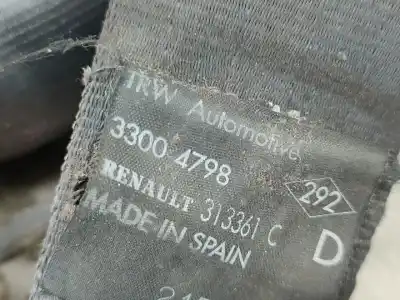 TRW Automotive
3300 4798
292
RENAULT 313361 C
D
MADE IN SPAIN